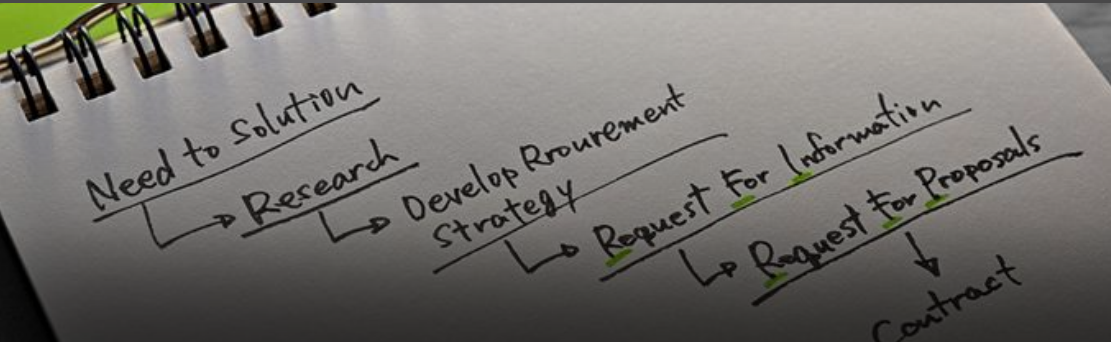 Need to Solution
Research
Develop Rrourement
Strategy
Request For Information
Request For Proposals
Contract